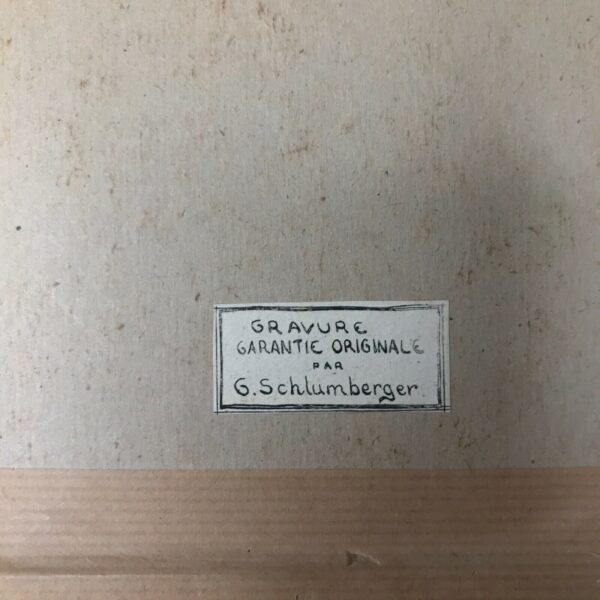 GRAVURE
GARANTIE ORIGINALE
PAR
G. Schlumberger